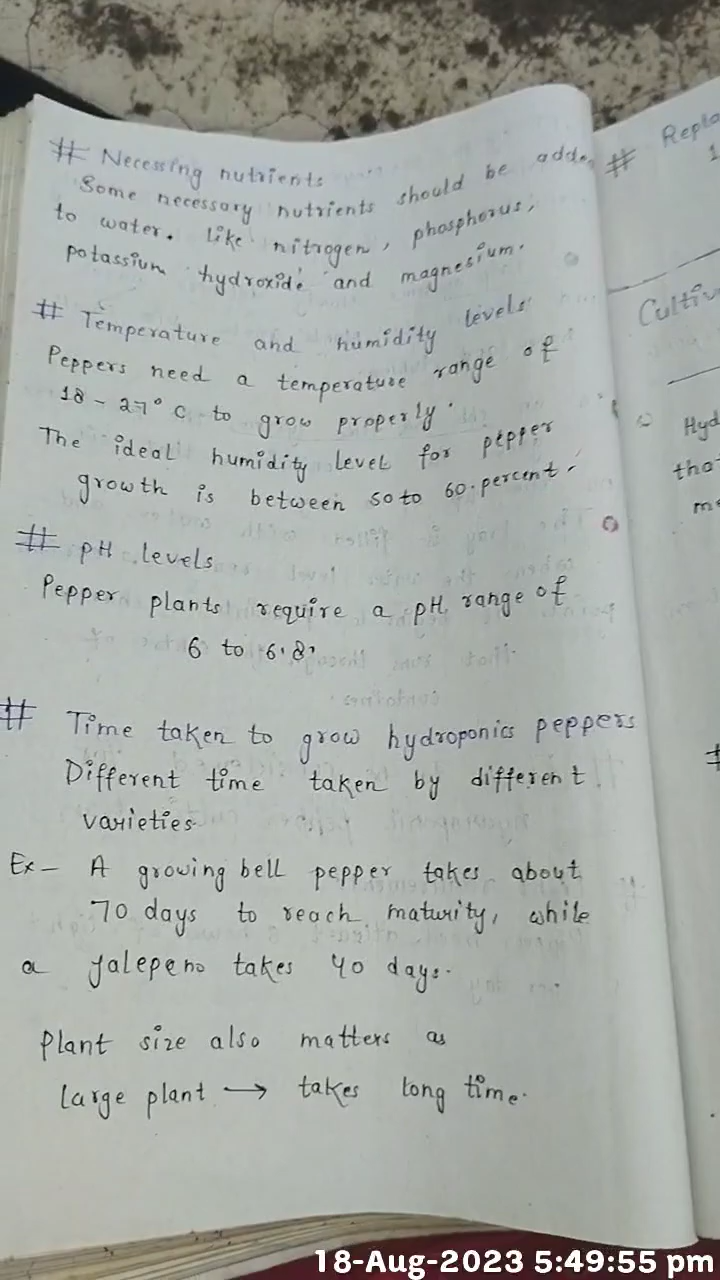 # Necessing nutrients
Some necessary nutrients should be added
to water. like nitrogen, phosphorus,
potassium hydroxide and magnesium.
# Temperature and humidity levels
Peppers need a temperature range of
18-27° C to grow properly.
The ideal humidity level for pepper
growth is between 50 to 60.percent.
# pH levels
Pepper plants require a pH range of
6 to 6.8.
# Time taken to grow hydroponics peppers
Different time taken by different
varieties
Ex- A growing bell pepper takes about
70 days to reach maturity, while
a jalepeno takes 40 days.
Plant size also matters as
large plant → takes long time.
# Repla
1
Cultiv
Hyd
tha
me
#
18-Aug-2023 5:49:55 pm